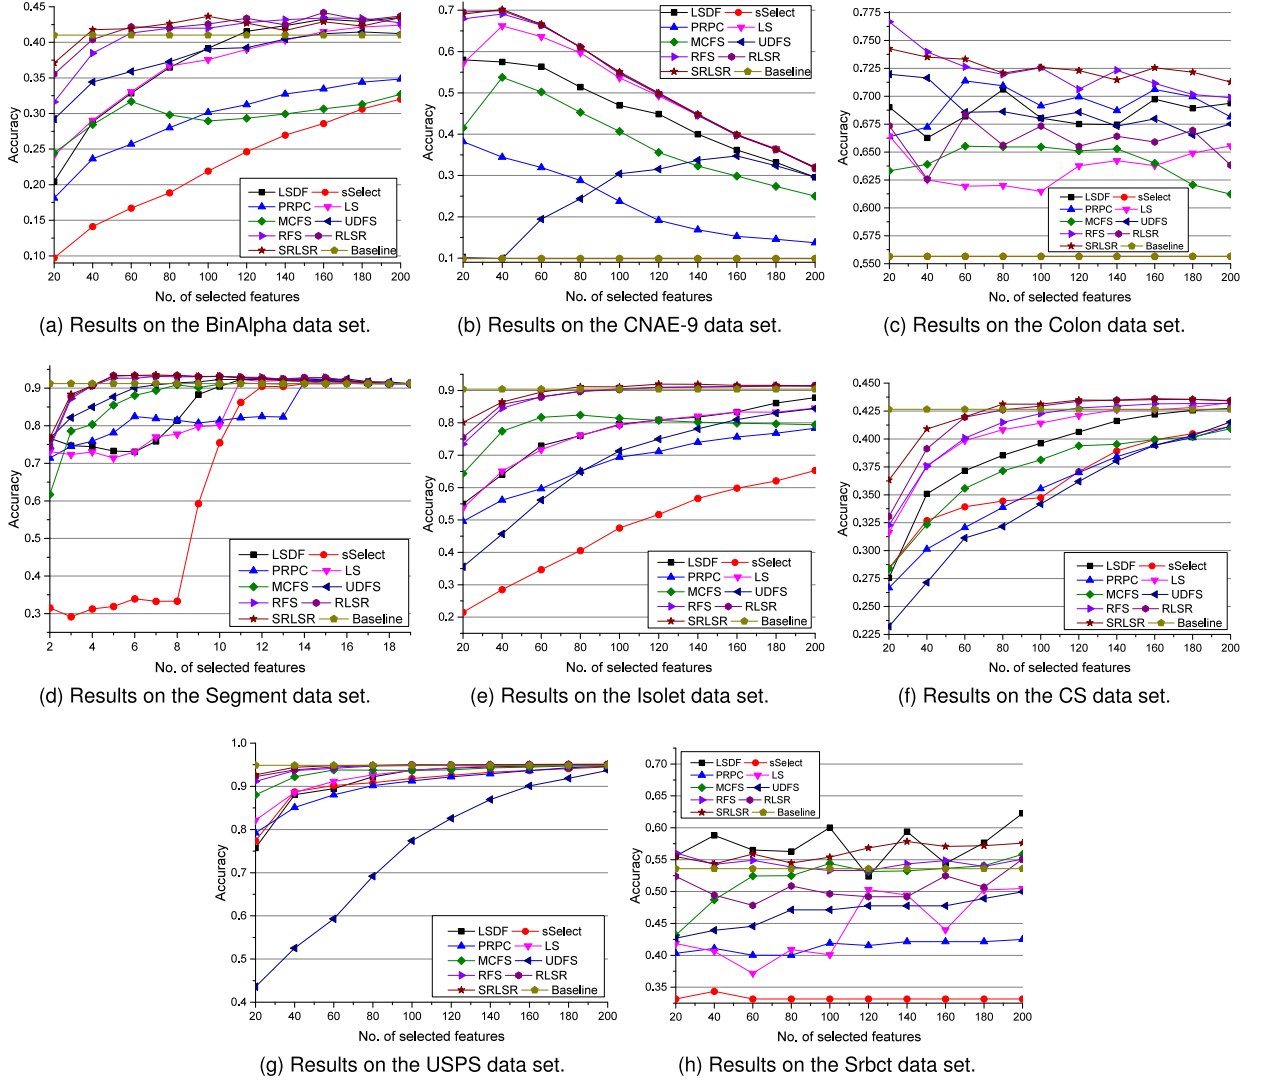 0.45
0.40
0.35
0.30
0.25
0.20
0.15
0.10
Accuracy
LSDF sSelect
PRPC LS
MCFS UDFS
RFS RLSR
SRLSR Baseline
20 40 60 80 100 120 140 160 180 200
No. of selected features
(a) Results on the BinAlpha data set.
0.7
0.6
0.5
0.4
0.3
0.2
0.1
Accuracy
LSDF sSelect
PRPC LS
MCFS UDFS
RFS RLSR
SRLSR Baseline
20 40 60 80 100 120 140 160 180 200
No. of selected features
(b) Results on the CNAE-9 data set.
0.775
0.750
0.725
0.700
0.675
0.650
0.625
0.600
0.575
0.550
Accuracy
LSDF sSelect
PRPC LS
MCFS UDFS
RFS RLSR
SRLSR Baseline
20 40 60 80 100 120 140 160 180 200
No. of selected features
(c) Results on the Colon data set.
0.9
0.8
0.7
0.6
0.5
0.4
0.3
Accuracy
LSDF sSelect
PRPC LS
MCFS UDFS
RFS RLSR
SRLSR Baseline
2 4 6 8 10 12 14 16 18
No. of selected features
(d) Results on the Segment data set.
0.9
0.8
0.7
0.6
0.5
0.4
0.3
0.2
Accuracy
LSDF sSelect
PRPC LS
MCFS UDFS
RFS RLSR
SRLSR Baseline
20 40 60 80 100 120 140 160 180 200
No. of selected features
(e) Results on the Isolet data set.
0.450
0.425
0.400
0.375
0.350
0.325
0.300
0.275
0.250
0.225
Accuracy
LSDF sSelect
PRPC LS
MCFS UDFS
RFS RLSR
SRLSR Baseline
20 40 60 80 100 120 140 160 180 200
No. of selected features
(f) Results on the CS data set.
1.0
0.9
0.8
0.7
0.6
0.5
0.4
Accuracy
LSDF sSelect
PRPC LS
MCFS UDFS
RFS RLSR
SRLSR Baseline
20 40 60 80 100 120 140 160 180 200
No. of selected features
(g) Results on the USPS data set.
0.70
0.65
0.60
0.55
0.50
0.45
0.40
0.35
Accuracy
LSDF sSelect
PRPC LS
MCFS UDFS
RFS RLSR
SRLSR Baseline
20 40 60 80 100 120 140 160 180 200
No. of selected features
(h) Results on the Srbct data set.